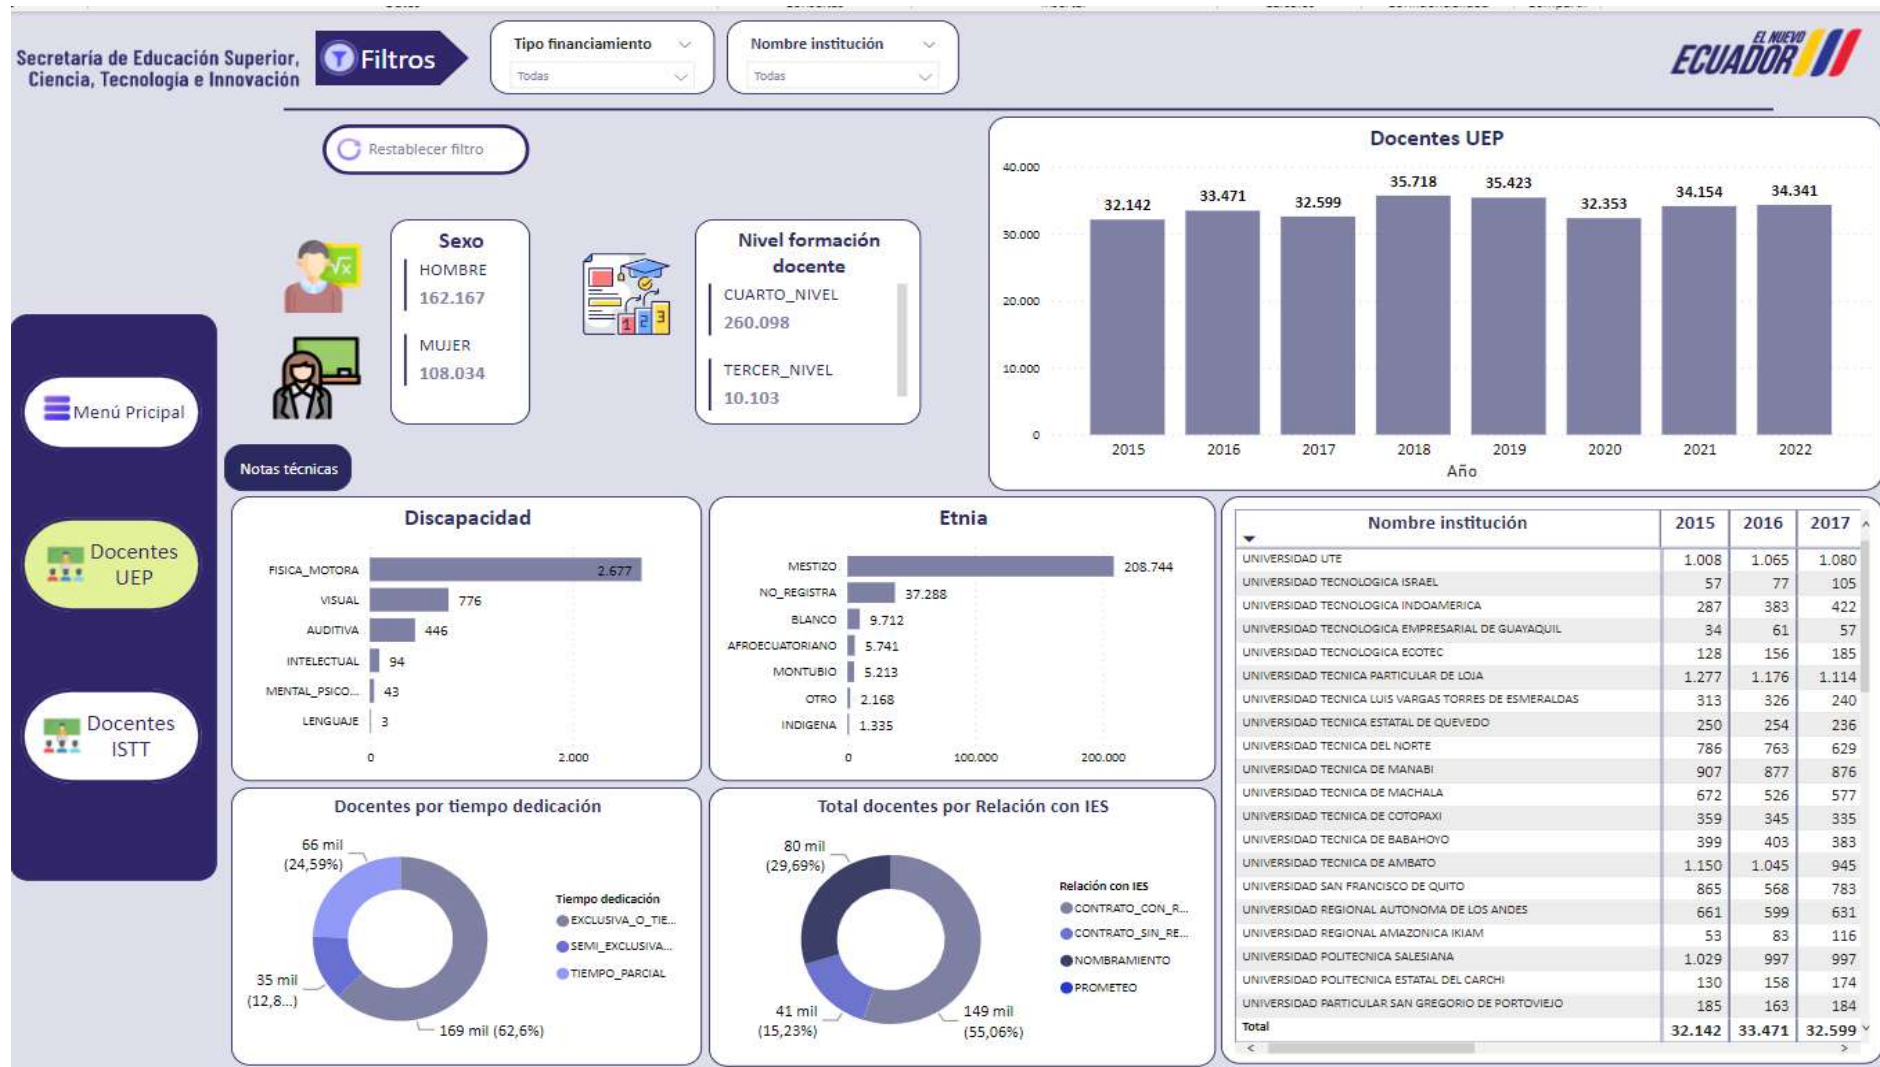 Secretaría de Educación Superior,
Ciencia, Tecnología e Innovación
Filtros
Tipo financiamiento
Todas
Nombre institución
Todas
EL NUEVO
ECUADOR
Restablecer filtro
Sexo
HOMBRE
162.167
MUJER
108.034
Nivel formación
docente
CUARTO_NIVEL
260.098
TERCER_NIVEL
10.103
Docentes UEP
40.000
30.000
20.000
10.000
0
32.142
33.471
32.599
35.718
35.423
32.353
34.154
34.341
2015 2016 2017 2018 2019 2020 2021 2022
Año
Menú Pricipal
Docentes
UEP
Docentes
ISTT
Notas técnicas
Discapacidad
FISICA_MOTORA 2.677
VISUAL 776
AUDITIVA 446
INTELECTUAL 94
MENTAL_PSICO... 43
LENGUAJE 3
0 2.000
Etnia
MESTIZO 208.744
NO_REGISTRA 37.288
BLANCO 9.712
AFROECUATORIANO 5.741
MONTUBIO 5.213
OTRO 2.168
INDIGENA 1.335
0 100.000 200.000
Docentes por tiempo dedicación
66 mil
(24,59%)
35 mil
(12,8...)
169 mil (62,6%)
Tiempo dedicación
EXCLUSIVA_O_TIE...
SEMI_EXCLUSIVA...
TIEMPO_PARCIAL
Total docentes por Relación con IES
80 mil
(29,69%)
41 mil
(15,23%)
149 mil
(55,06%)
Relación con IES
CONTRATO_CON_R...
CONTRATO_SIN_RE...
NOMBRAMIENTO
PROMETEO
Nombre institución 2015 2016 2017
UNIVERSIDAD UTE 1.008 1.065 1.080
UNIVERSIDAD TECNOLOGICA ISRAEL 57 77 105
UNIVERSIDAD TECNOLOGICA INDOAMERICA 287 383 422
UNIVERSIDAD TECNOLOGICA EMPRESARIAL DE GUAYAQUIL 34 61 57
UNIVERSIDAD TECNOLOGICA ECOTEC 128 156 185
UNIVERSIDAD TECNICA PARTICULAR DE LOJA 1.277 1.176 1.114
UNIVERSIDAD TECNICA LUIS VARGAS TORRES DE ESMERALDAS 313 326 240
UNIVERSIDAD TECNICA ESTATAL DE QUEVEDO 250 254 236
UNIVERSIDAD TECNICA DEL NORTE 786 763 629
UNIVERSIDAD TECNICA DE MANABI 907 877 876
UNIVERSIDAD TECNICA DE MACHALA 672 526 577
UNIVERSIDAD TECNICA DE COTOPAXI 359 345 335
UNIVERSIDAD TECNICA DE BABAHOYO 399 403 383
UNIVERSIDAD TECNICA DE AMBATO 1.150 1.045 945
UNIVERSIDAD SAN FRANCISCO DE QUITO 865 568 783
UNIVERSIDAD REGIONAL AUTONOMA DE LOS ANDES 661 599 631
UNIVERSIDAD REGIONAL AMAZONICA IKIAM 53 83 116
UNIVERSIDAD POLITECNICA SALESIANA 1.029 997 997
UNIVERSIDAD POLITECNICA ESTATAL DEL CARCHI 130 158 174
UNIVERSIDAD PARTICULAR SAN GREGORIO DE PORTOVIEJO 185 163 184
Total 32.142 33.471 32.599